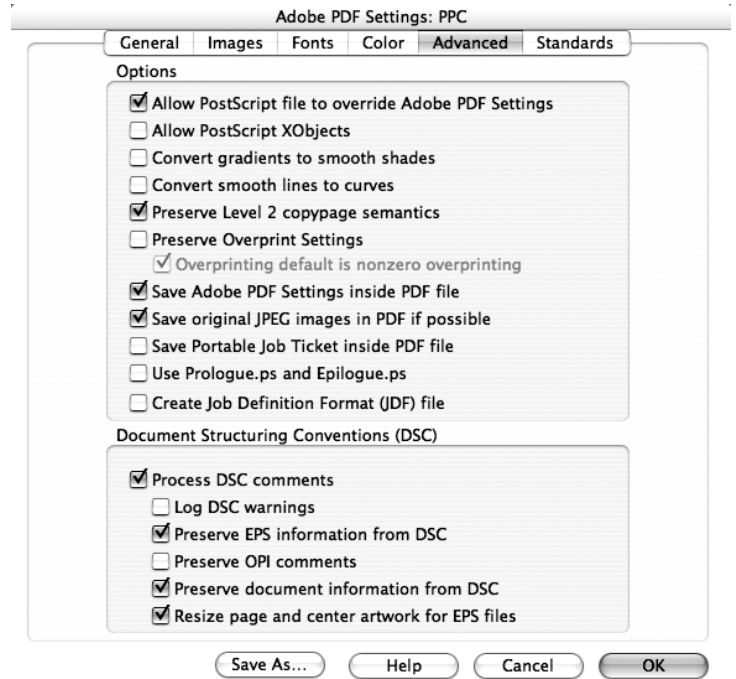 Adobe PDF Settings: PPC
General Images Fonts Color Advanced Standards
Options
Allow PostScript file to override Adobe PDF Settings
Allow PostScript XObjects
Convert gradients to smooth shades
Convert smooth lines to curves
Preserve Level 2 copypage semantics
Preserve Overprint Settings
Overprinting default is nonzero overprinting
Save Adobe PDF Settings inside PDF file
Save original JPEG images in PDF if possible
Save Portable Job Ticket inside PDF file
Use Prologue.ps and Epilogue.ps
Create Job Definition Format (JDF) file
Document Structuring Conventions (DSC)
Process DSC comments
Log DSC warnings
Preserve EPS information from DSC
Preserve OPI comments
Preserve document information from DSC
Resize page and center artwork for EPS files
Save As... Help Cancel OK